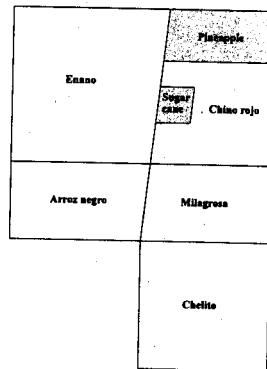 Pineapple
Enano
Sugar
cane
Chino rojo
Arroz negro
Milagrosa
Chelito